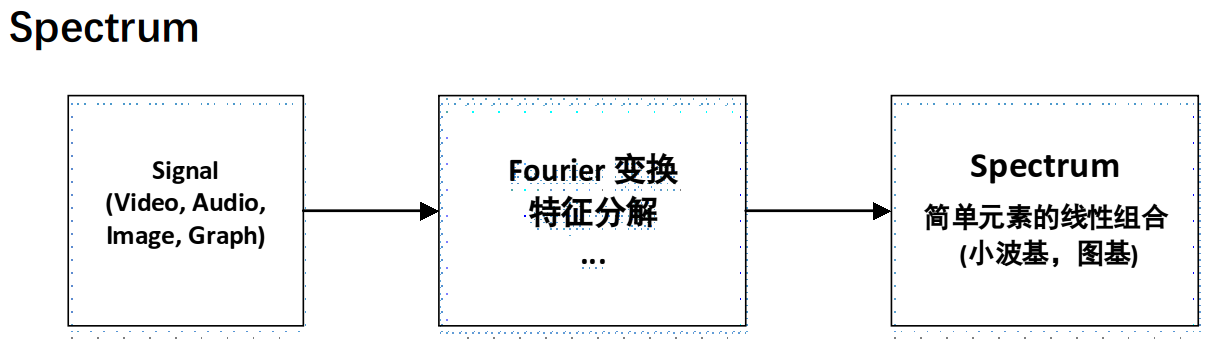 Spectrum
Signal
(Video, Audio,
Image, Graph)
Fourier 变换
特征分解
...
Spectrum
简单元素的线性组合
(小波基，图基)